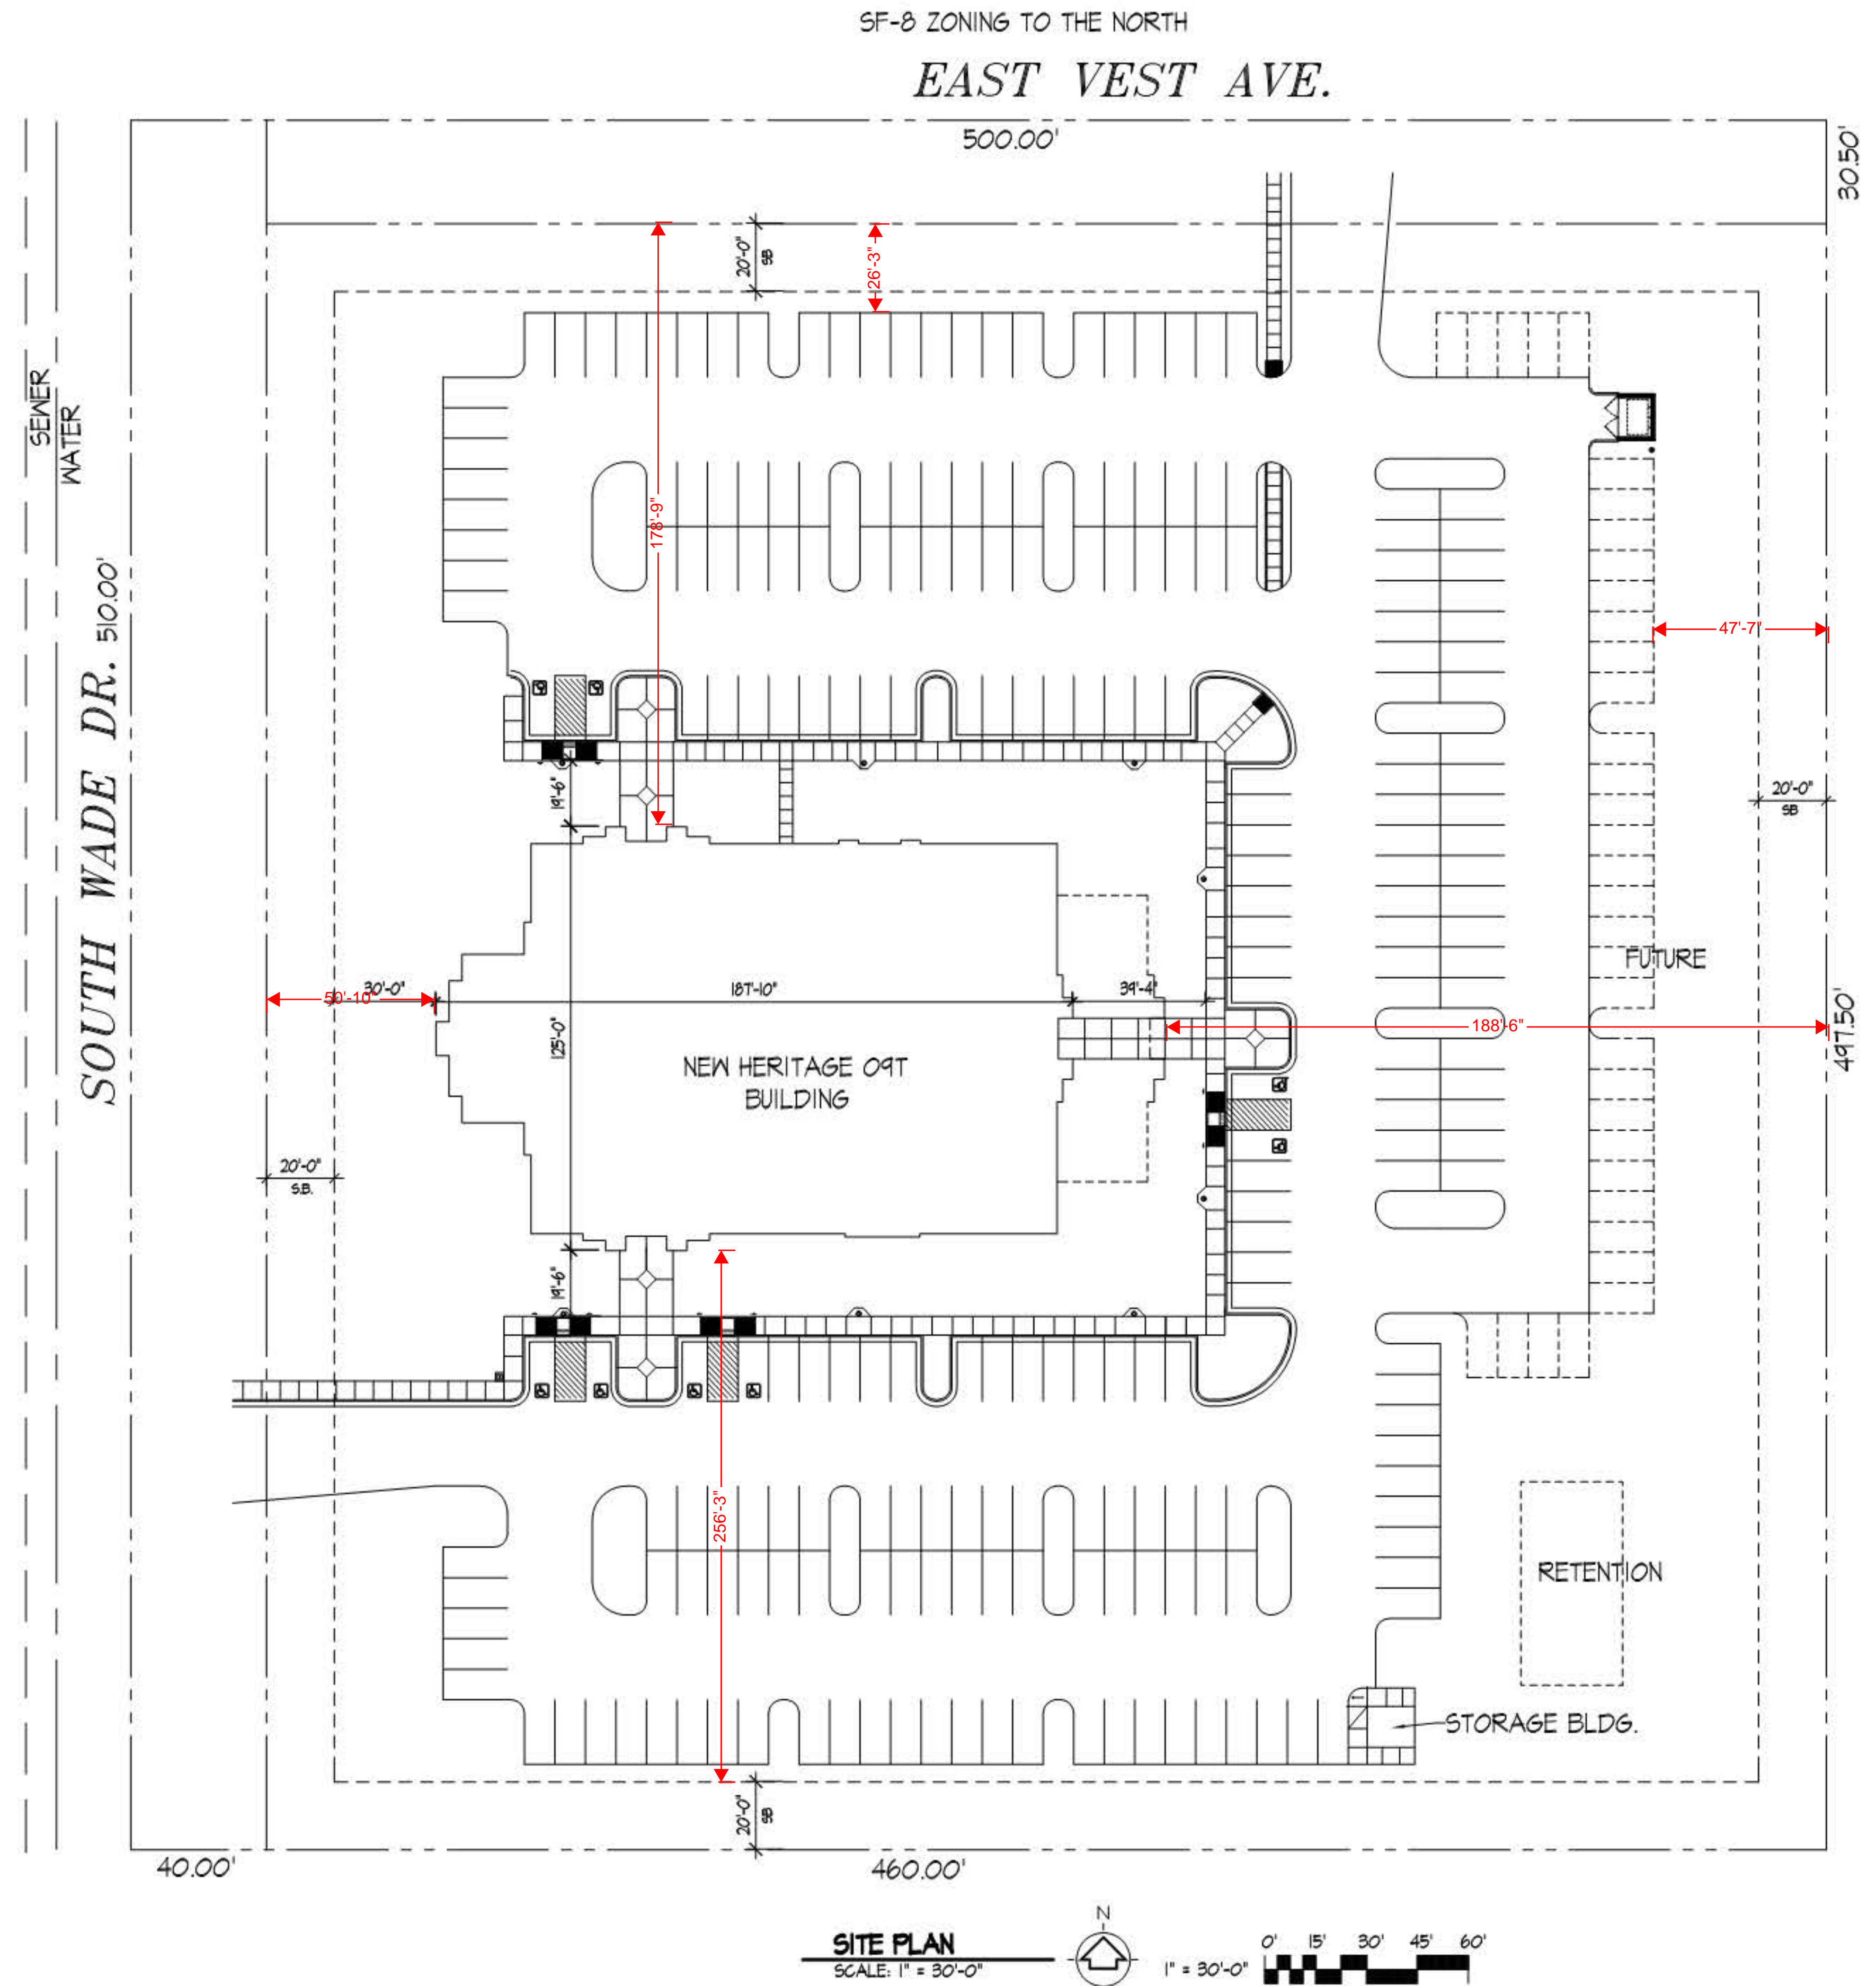 SF-8 ZONING TO THE NORTH
EAST VEST AVE.
500.00'
30.50'
20'-0"
SB
26'-3"
178'-9"
SEWER
WATER
SOUTH WADE DR. 510.00'
47'-7"
20'-0"
SB
19'-6"
FUTURE
50'-10"
30'-0"
187'-10"
39'-4"
188'-6"
497.50'
125'-0"
NEW HERITAGE 09T
BUILDING
20'-0"
S.B.
19'-6"
256'-3"
RETENTION
STORAGE BLDG.
20'-0"
SB
40.00'
460.00'
SITE PLAN
SCALE: 1" = 30'-0"
N
1" = 30'-0"
0' 15' 30' 45' 60'